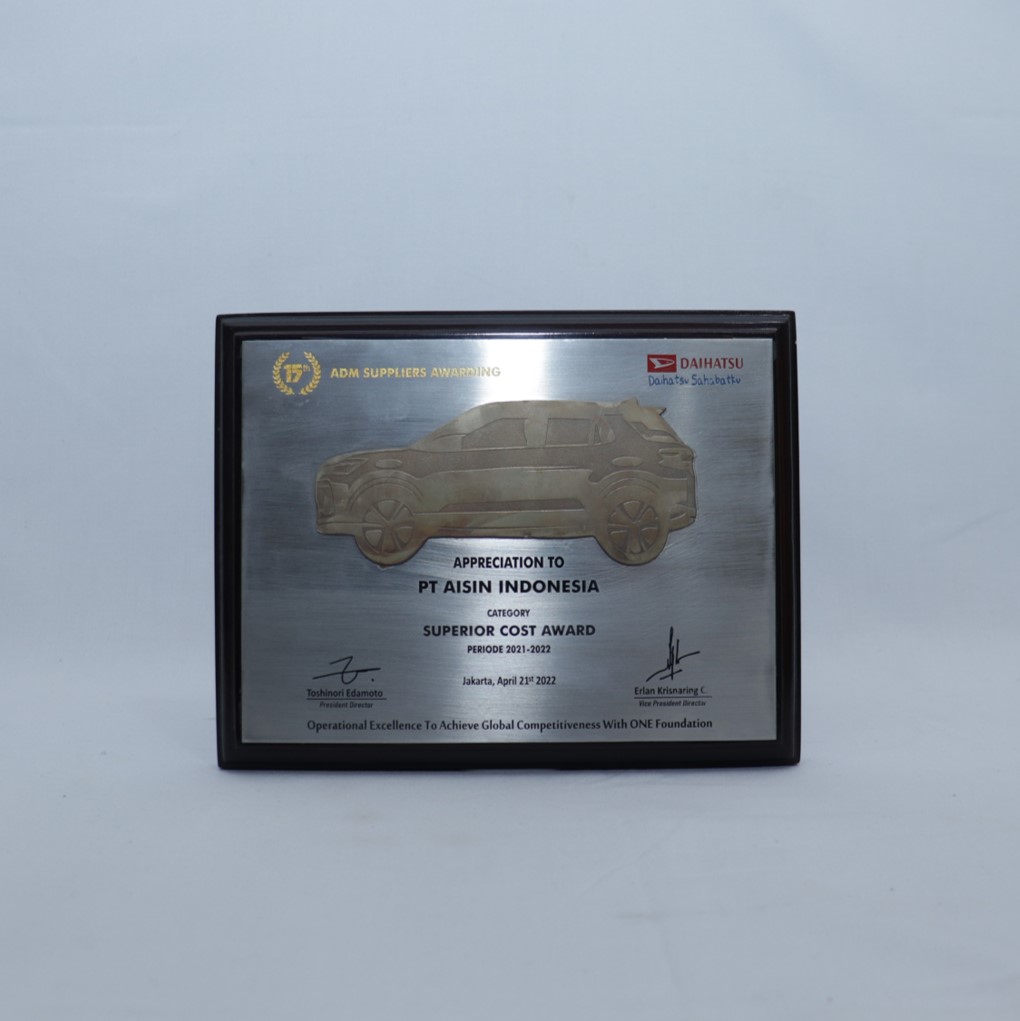 15th ADM SUPPLIERS AWARDING
DAIHATSU
Daihatsu Sahabatku
APPRECIATION TO
PT AISIN INDONESIA
CATEGORY
SUPERIOR COST AWARD
PERIODE 2021-2022
Jakarta, April 21st 2022
Toshinori Edamoto
President Director
Erlan Krisnaring C.
Vice President Director
Operational Excellence To Achieve Global Competitiveness With ONE Foundation